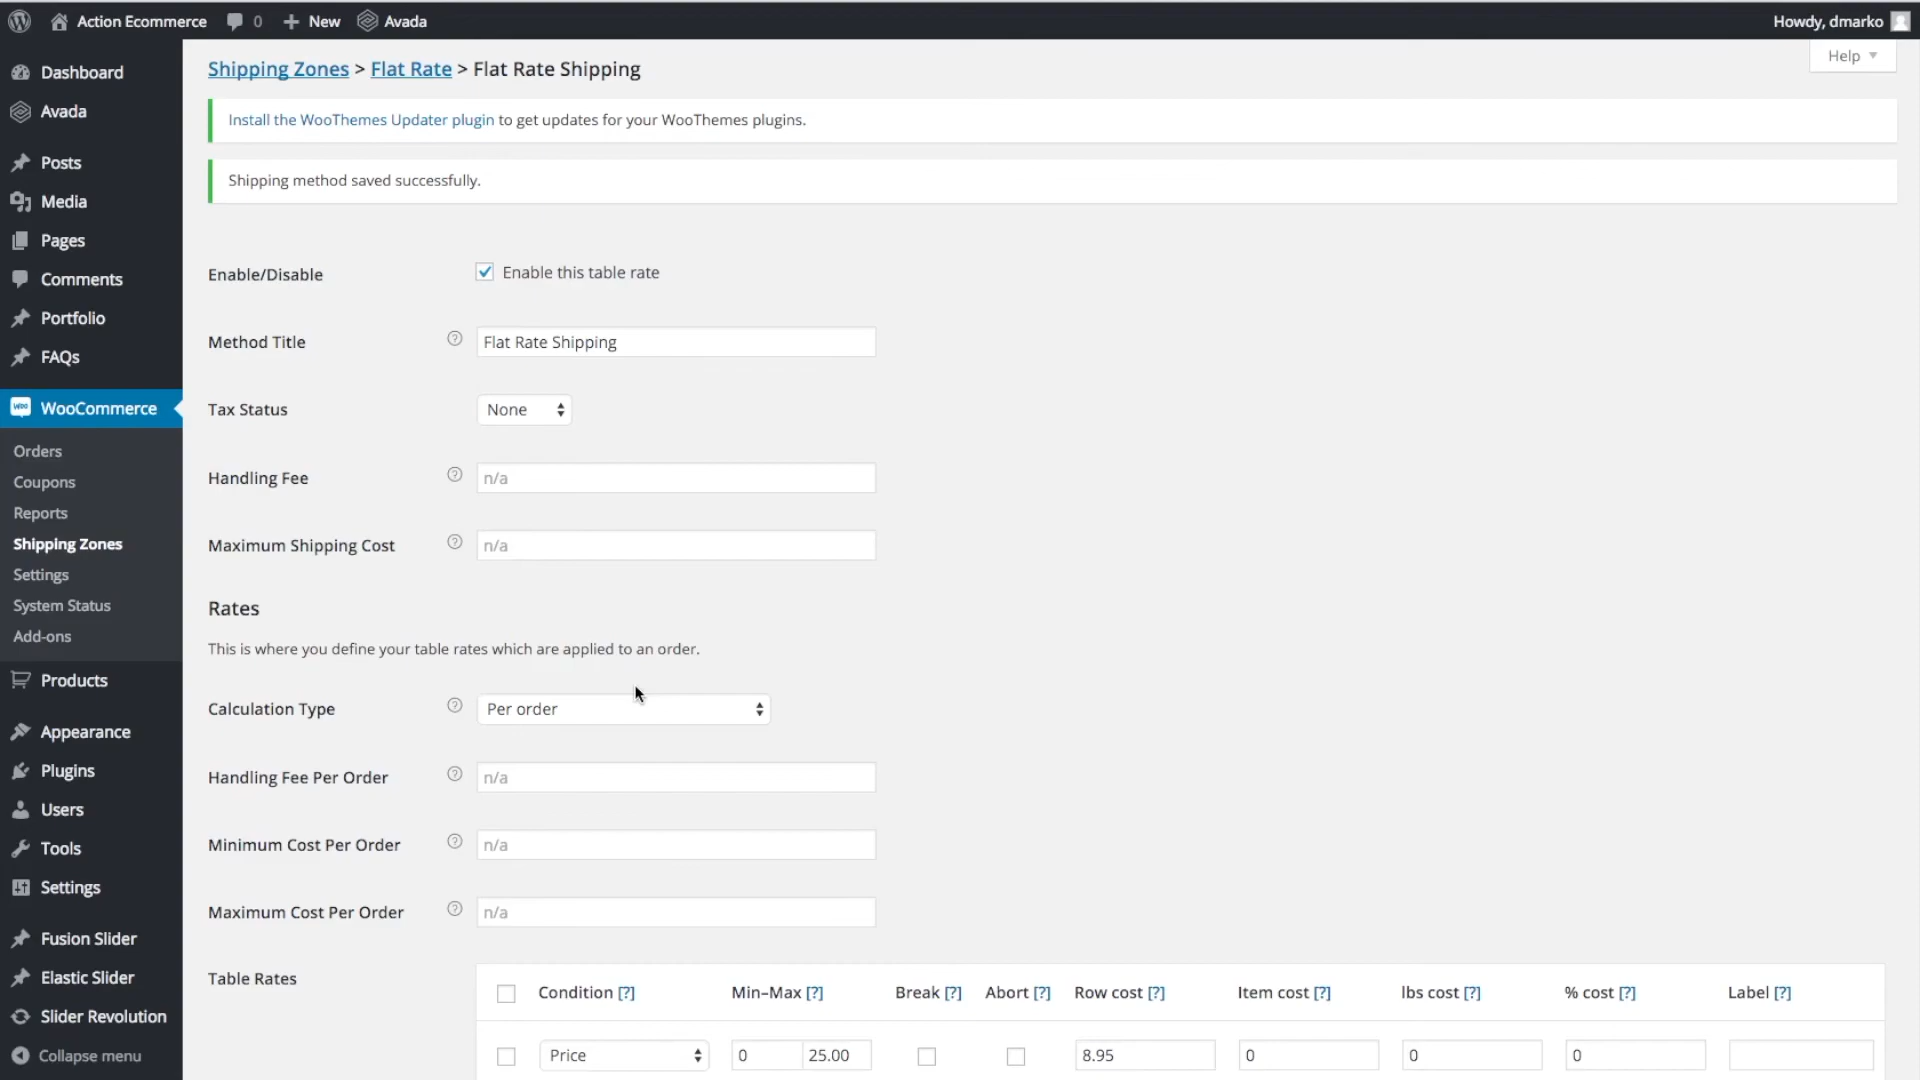 Action Ecommerce 0 New Avada Howdy, dmarko
Help
Dashboard
Avada
Posts
Media
Pages
Comments
Portfolio
FAQs
WooCommerce
Orders
Coupons
Reports
Shipping Zones
Settings
System Status
Add-ons
Products
Appearance
Plugins
Users
Tools
Settings
Fusion Slider
Elastic Slider
Slider Revolution
Collapse menu
Shipping Zones > Flat Rate > Flat Rate Shipping
Install the WooThemes Updater plugin to get updates for your WooThemes plugins.
Shipping method saved successfully.
Enable/Disable Enable this table rate
Method Title Flat Rate Shipping
Tax Status None
Handling Fee n/a
Maximum Shipping Cost n/a
Rates
This is where you define your table rates which are applied to an order.
Calculation Type Per order
Handling Fee Per Order n/a
Minimum Cost Per Order n/a
Maximum Cost Per Order n/a
Table Rates
Condition [?] Min–Max [?] Break [?] Abort [?] Row cost [?] Item cost [?] lbs cost [?] % cost [?] Label [?]
Price 0 25.00 8.95 0 0 0